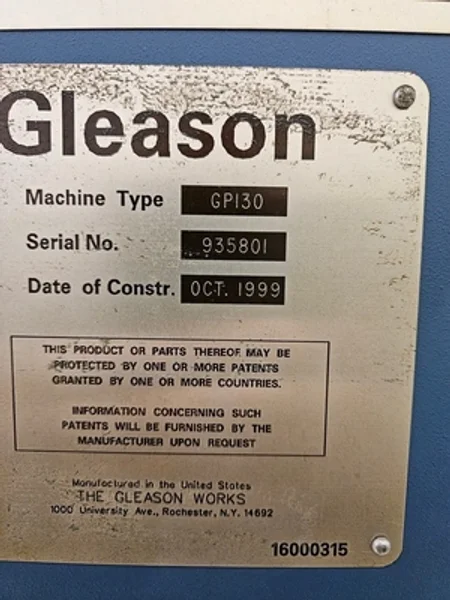 Gleason
Machine Type GP130
Serial No. 935801
Date of Constr. OCT. 1999
THIS PRODUCT OR PARTS THEREOF MAY BE
PROTECTED BY ONE OR MORE PATENTS
GRANTED BY ONE OR MORE COUNTRIES.
INFORMATION CONCERNING SUCH
PATENTS WILL BE FURNISHED BY THE
MANUFACTURER UPON REQUEST
Manufactured in the United States
THE GLEASON WORKS
1000 University Ave., Rochester, N.Y. 14692
16000315